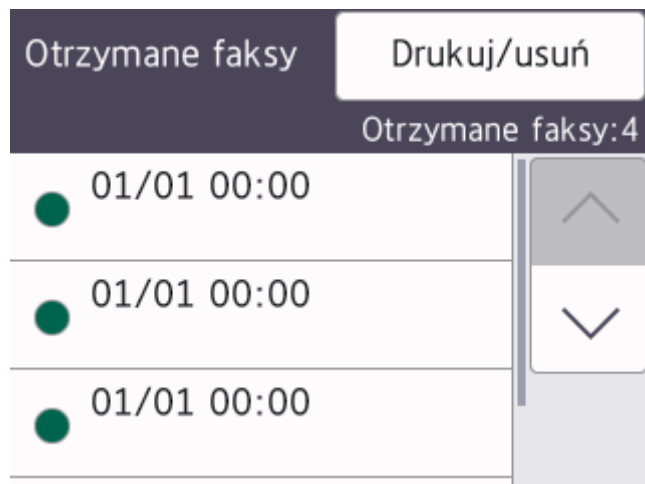 Otrzymane faksy
Drukuj/usuń
Otrzymane faksy:4
01/01 00:00
01/01 00:00
01/01 00:00